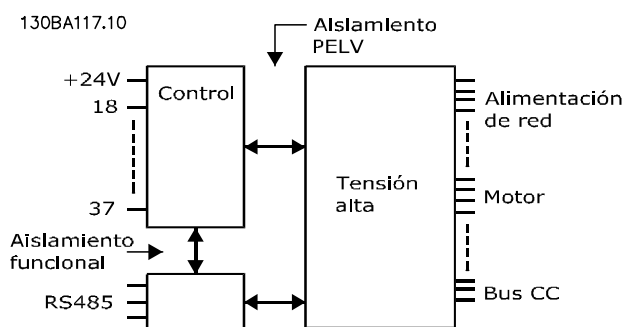 130BA117.10
Aislamiento
PELV
+24V
18
37
Control
Tensión
alta
Alimentación
de red
Motor
Bus CC
Aislamiento
funcional
RS485